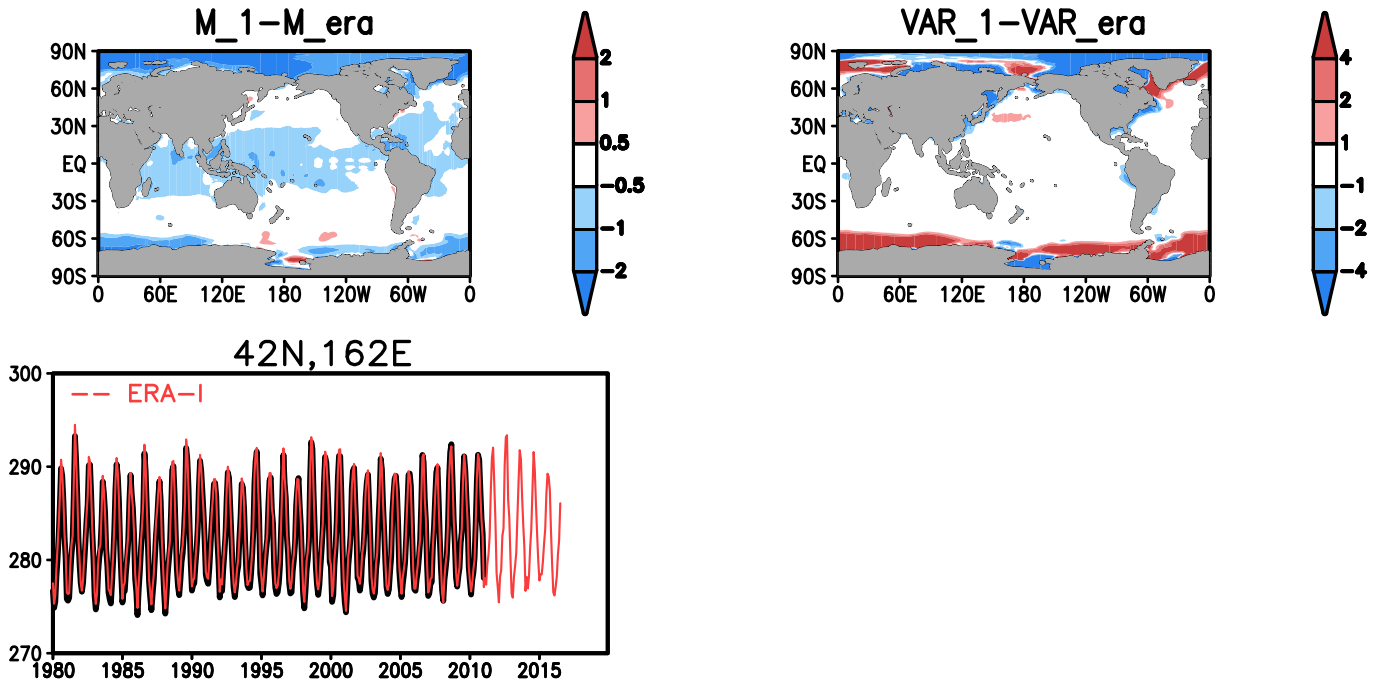 M_1−M_era
90N
60N
30N
EQ
30S
60S
90S
0 60E 120E 180 120W 60W 0
2
1
0.5
−0.5
−1
−2
VAR_1−VAR_era
90N
60N
30N
EQ
30S
60S
90S
0 60E 120E 180 120W 60W 0
4
2
1
−1
−2
−4
42N,162E
300
290
280
270
ERA−I
1980 1985 1990 1995 2000 2005 2010 2015